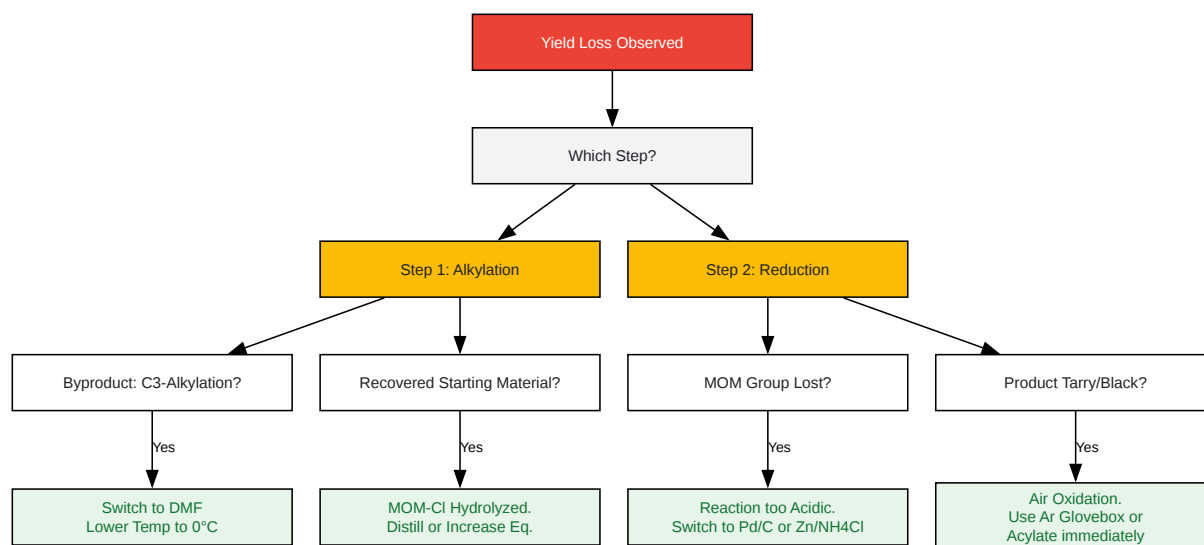 Yield Loss Observed
Which Step?
Step 1: Alkylation
Step 2: Reduction
Byproduct: C3-Alkylation?
Recovered Starting Material?
MOM Group Lost?
Product Tarry/Black?
Yes
Yes
Yes
Yes
Switch to DMF
Lower Temp to 0°C
MOM-Cl Hydrolyzed.
Distill or Increase Eq.
Reaction too Acidic.
Switch to Pd/C or Zn/NH4Cl
Air Oxidation.
Use Ar Glovebox or
Acylate immediately